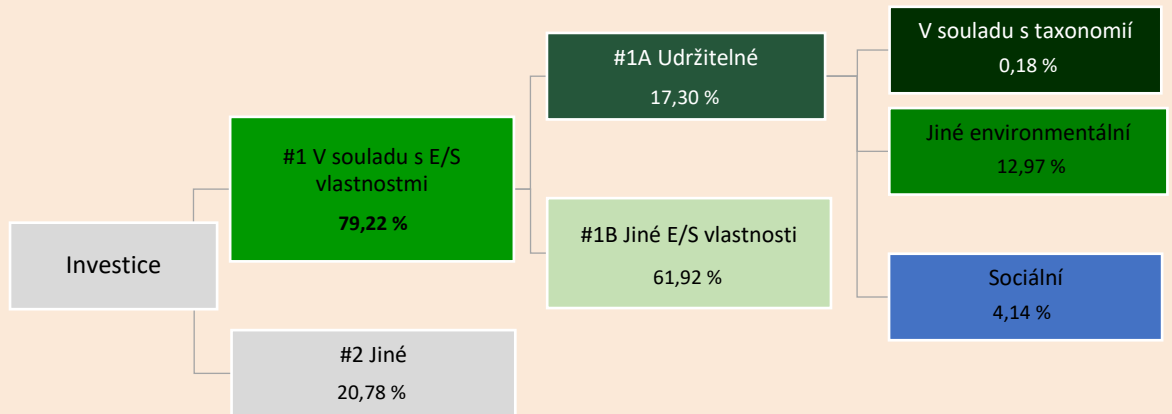 Investice
#1 V souladu s E/S
vlastnostmi
79,22 %
#2 Jiné
20,78 %
#1A Udržitelné
17,30 %
#1B Jiné E/S vlastnosti
61,92 %
V souladu s taxonomií
0,18 %
Jiné environmentální
12,97 %
Sociální
4,14 %